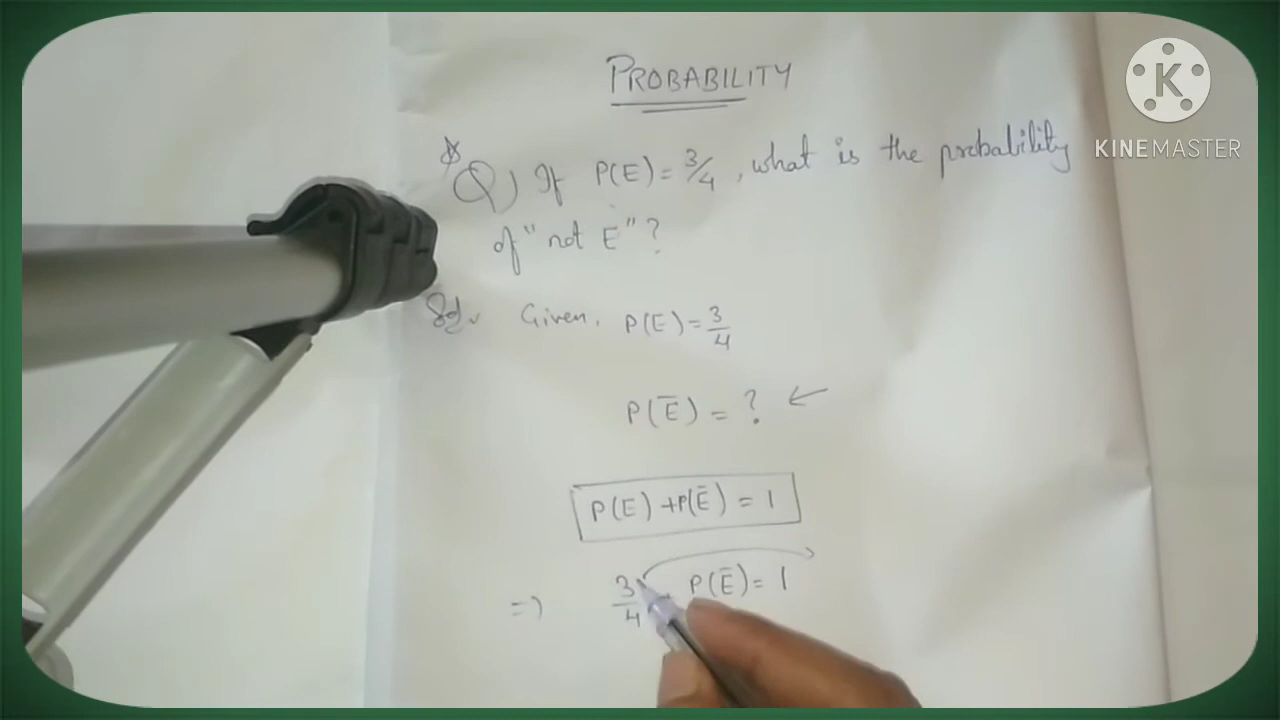 PROBABILITY
K
KINEMASTER
Q) If P(E) = 3/4, what is the probability
of "not E"?
Sol. Given, P(E) = 3/4
P(Ē) = ? ←
P(E) + P(Ē) = 1
=) 3/4 P(Ē) = 1